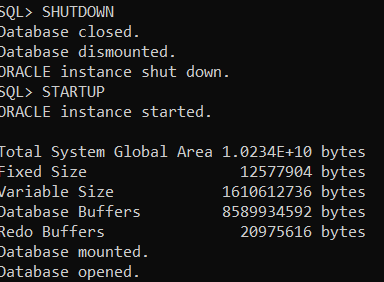 SQL> SHUTDOWN
Database closed.
Database dismounted.
ORACLE instance shut down.
SQL> STARTUP
ORACLE instance started.
Total System Global Area 1.0234E+10 bytes
Fixed Size 12577904 bytes
Variable Size 1610612736 bytes
Database Buffers 8589934592 bytes
Redo Buffers 20975616 bytes
Database mounted.
Database opened.